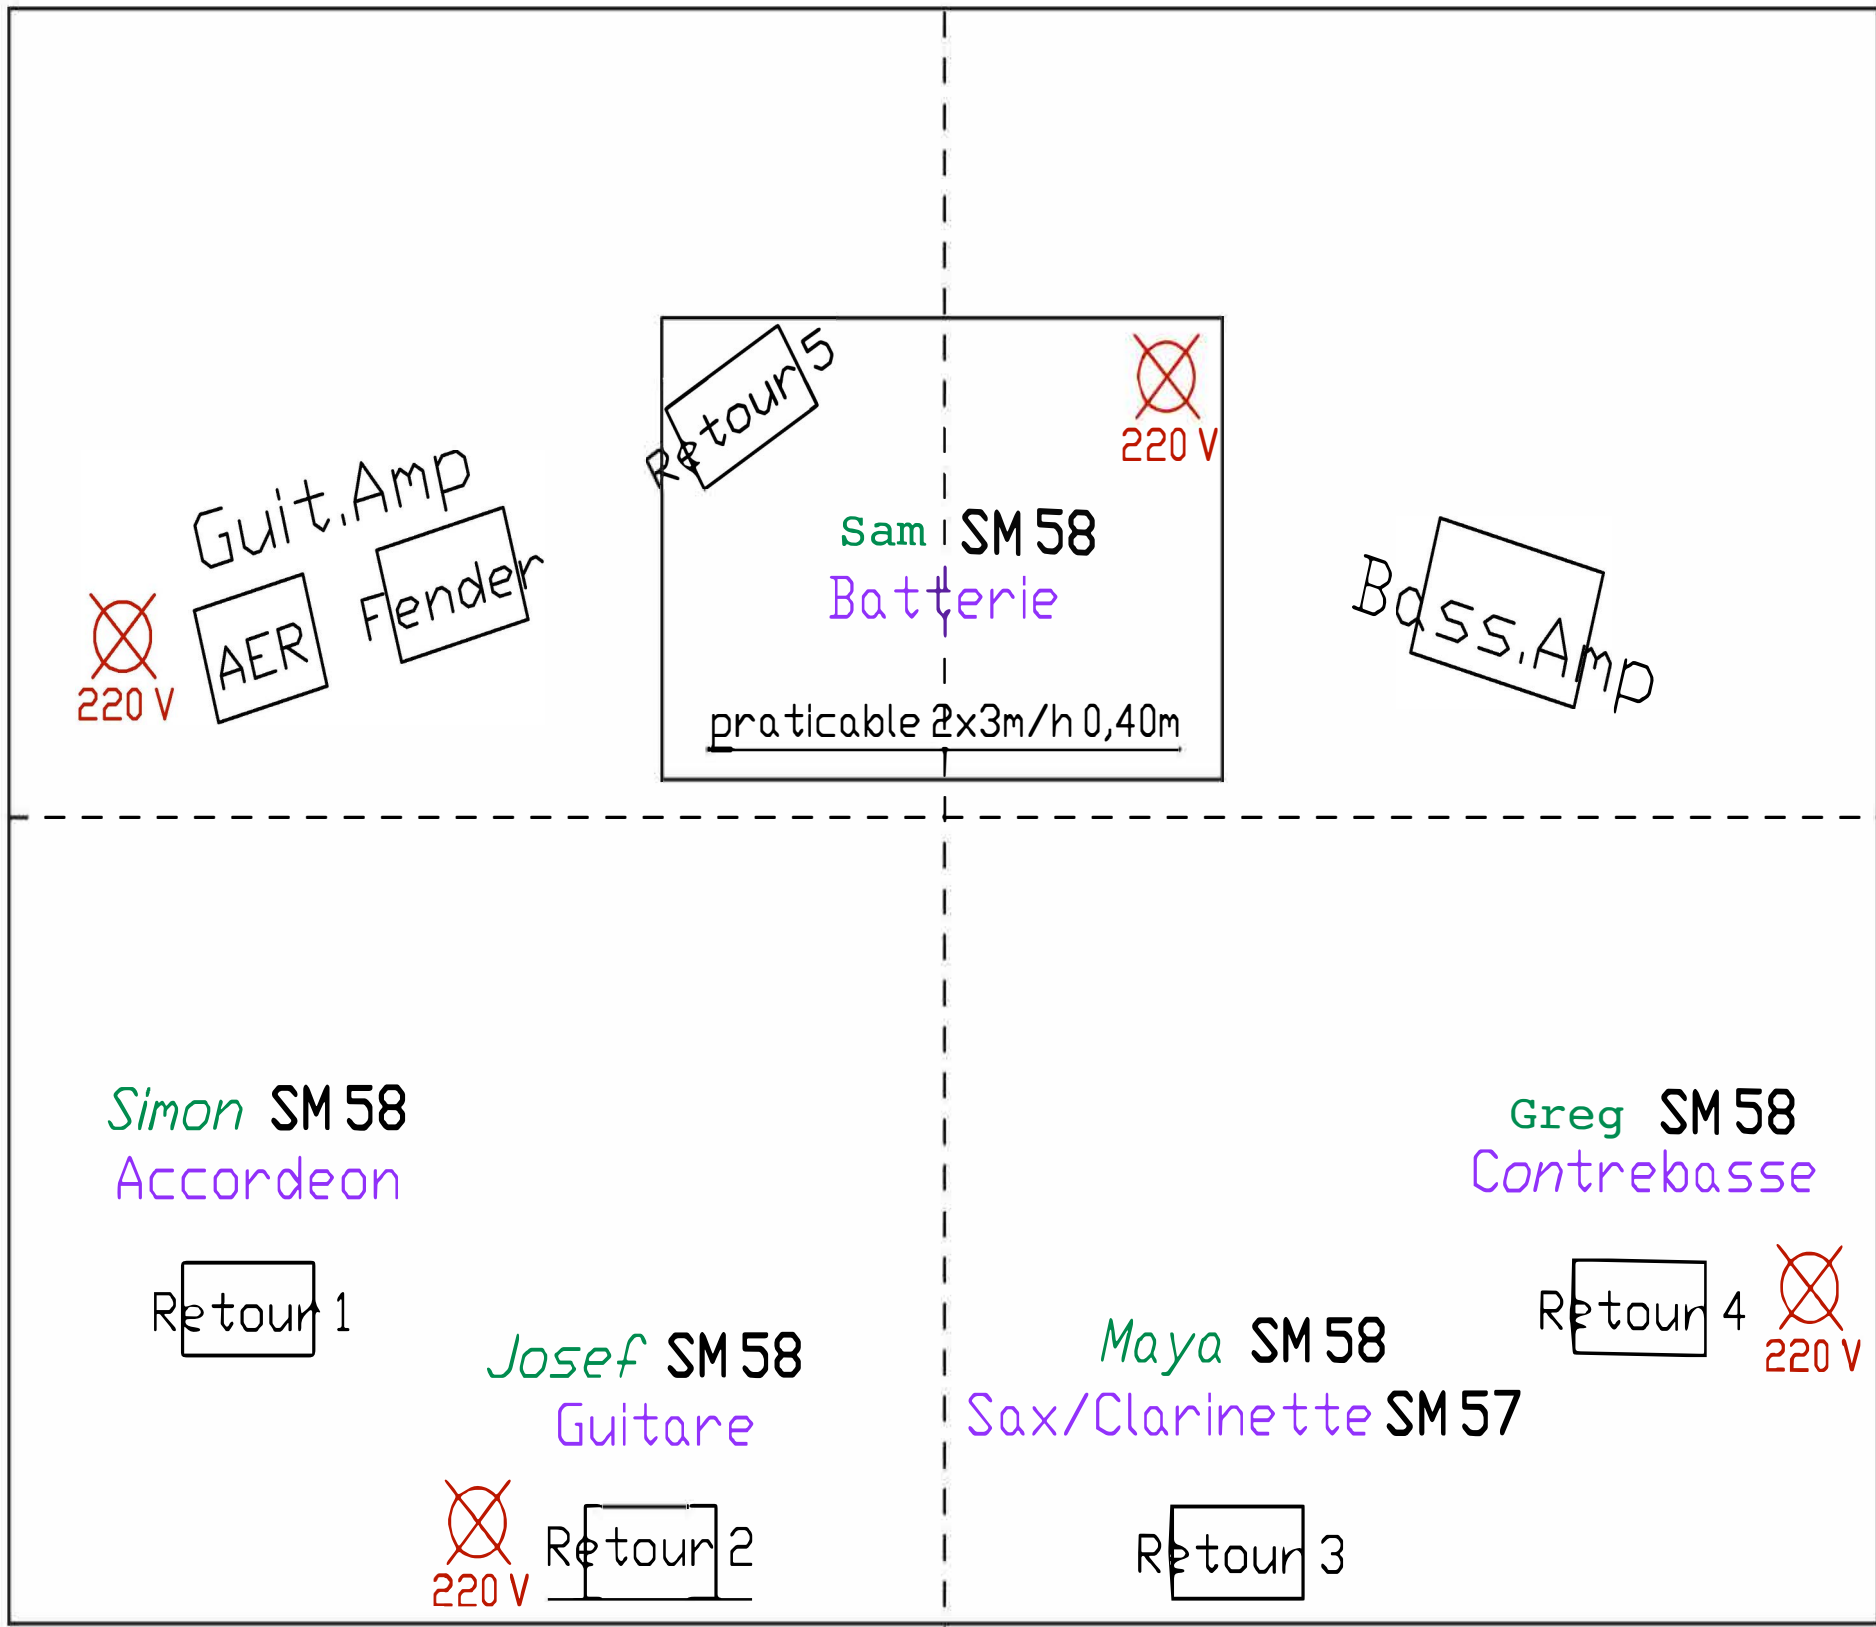 Retour 5
220 V
Guit.Amp
AER
Fender
220 V
Sam SM 58
Batterie
praticable 2x3m/h 0,40m
Bass.Amp
Simon SM 58
Accordeon
Retour 1
Josef SM 58
Guitare
220 V
Retour 2
Maya SM 58
Sax/Clarinette SM 57
Retour 3
Greg SM 58
Contrebasse
Retour 4
220 V